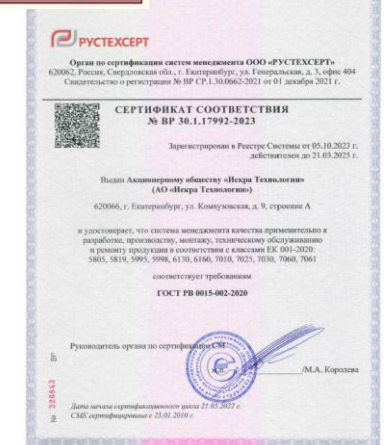 РУСТЕХСЕРТ
Орган по сертификации систем менеджмента ООО «РУСТЕХСЕРТ»
620062, Россия, Свердловская обл., г. Екатеринбург, ул. Генеральская, д. 3, офис 404
Свидетельство о регистрации № ВР СР.1.30.0662-2021 от 01 декабря 2021 г.
СЕРТИФИКАТ СООТВЕТСТВИЯ
№ ВР 30.1.17992-2023
Зарегистрирован в Реестре Системы от 05.10.2023 г.
действителен до 21.03.2025 г.
Выдан Акционерному обществу «Искра Технологии»
(АО «Искра Технологии»)
620066, г. Екатеринбург, ул. Комвузовская, д. 9, строение А
и удостоверяет, что система менеджмента качества применительно к
разработке, производству, монтажу, техническому обслуживанию
и ремонту продукции в соответствии с классами ЕК 001-2020:
5805, 5819, 5995, 5998, 6130, 6160, 7010, 7025, 7030, 7060, 7061
соответствует требованиям
ГОСТ РВ 0015-002-2020
Руководитель органа по сертификации СМ
/М.А. Королева
м.п.
Дата начала сертификационного цикла 21.03.2022 г.
СМК сертифицирована с 25.01.2010 г.
№ 226643 ВР